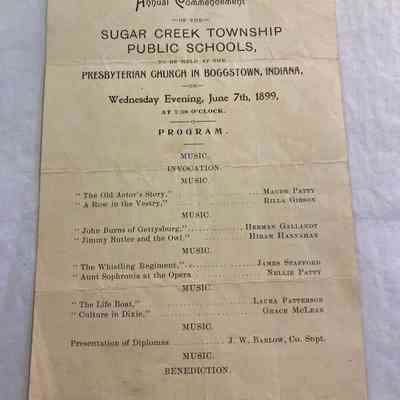 Annual Commencement
OF THE
SUGAR CREEK TOWNSHIP
PUBLIC SCHOOLS,
TO BE HELD AT THE
PRESBYTERIAN CHURCH IN BOGGSTOWN, INDIANA,
ON
Wednesday Evening, June 7th, 1899,
AT 7:30 O'CLOCK.
PROGRAM.
MUSIC.
INVOCATION.
MUSIC.
"The Old Actor's Story," MAUDE PATTY
"A Row in the Vestry," RILLA GIBSON
MUSIC.
"John Burns of Gettysburg," HERMAN GALLANDT
"Jimmy Butler and the Owl," HIRAM HANNAHAN
MUSIC.
"The Whistling Regiment," JAMES STAFFORD
"Aunt Sophronia at the Opera NELLIE PATTY
MUSIC.
"The Life Boat," LAURA PATTERSON
"Culture in Dixie," GRACE MCLEAN
MUSIC.
Presentation of Diplomas J. W. BARLOW, Co. Supt.
MUSIC.
BENEDICTION.